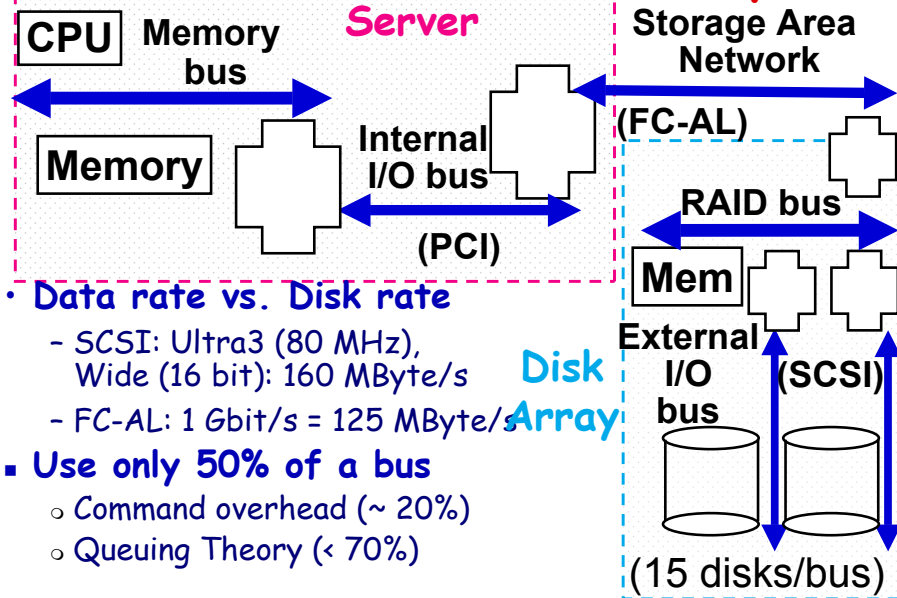 Server
CPU
Memory
bus
Memory
Internal
I/O bus
(PCI)
Storage Area
Network
(FC-AL)
RAID bus
Mem
External
I/O
bus
(SCSI)
Disk
Array
(15 disks/bus)
• Data rate vs. Disk rate
– SCSI: Ultra3 (80 MHz),
Wide (16 bit): 160 MByte/s
– FC-AL: 1 Gbit/s = 125 MByte/s
▪ Use only 50% of a bus
○ Command overhead (~ 20%)
○ Queuing Theory (< 70%)